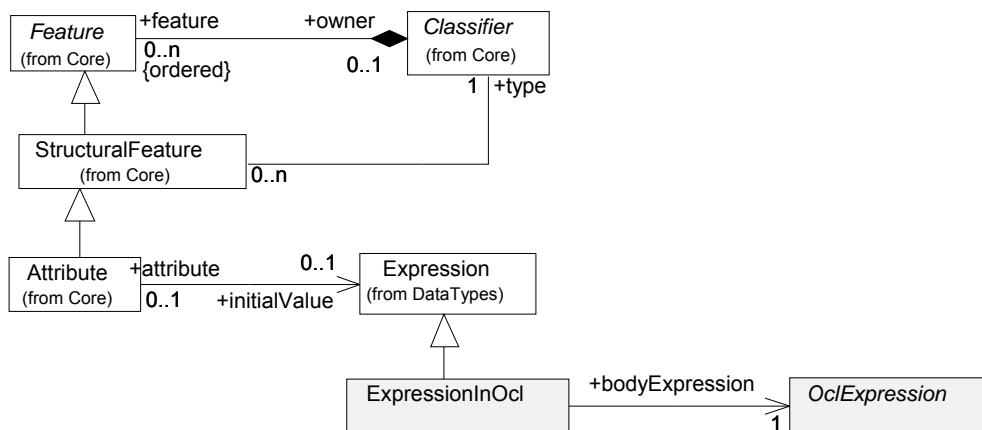 Feature
(from Core)
+feature
0..n
{ordered}
+owner
0..1
Classifier
(from Core)
1
+type
StructuralFeature
(from Core)
0..n
Attribute
(from Core)
+attribute
0..1
0..1
+initialValue
Expression
(from DataTypes)
ExpressionInOcl
+bodyExpression
1
OclExpression